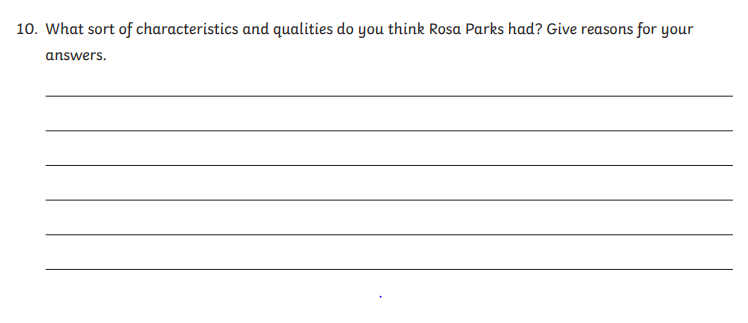 10. What sort of characteristics and qualities do you think Rosa Parks had? Give reasons for your
answers.